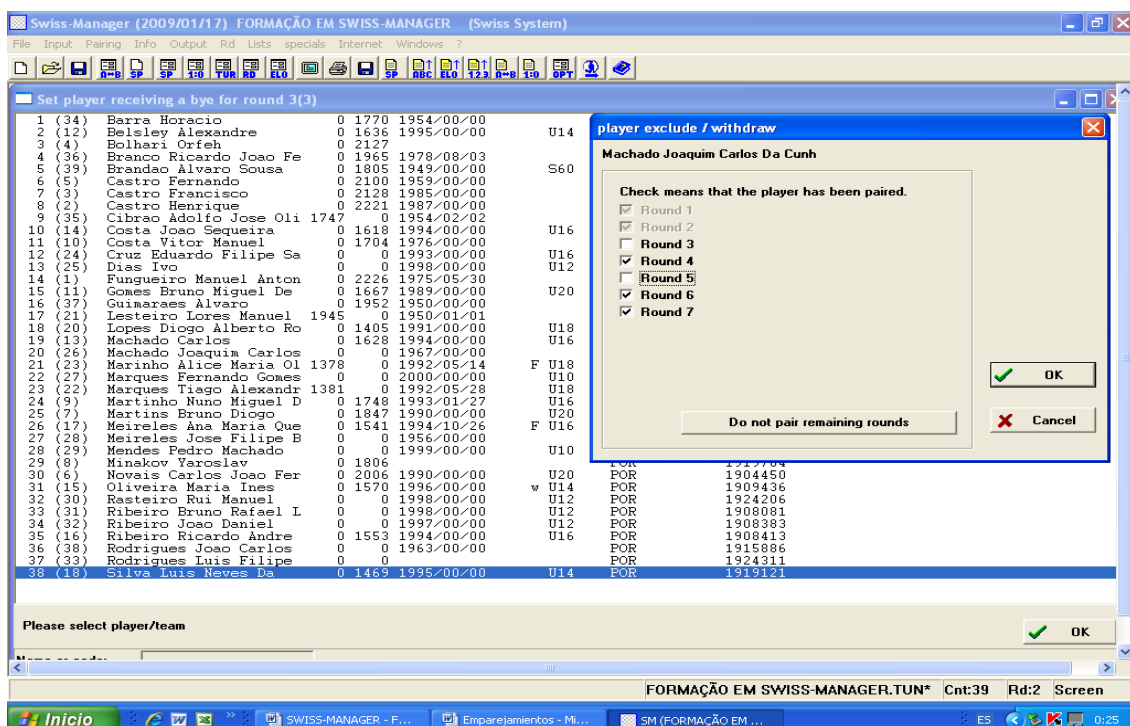 Swiss-Manager (2009/01/17) FORMAÇÃO EM SWISS-MANAGER (Swiss System)
File Input Pairing Info Output Rd Lists specials Internet Windows ?
Set player receiving a bye for round 3(3)
1 (34) Barra Horacio 0 1770 1954/00/00
2 (12) Belsley Alexandre 0 1636 1995/00/00 U14
3 (4) Bolhari Orfeh 0 2127
4 (36) Branco Ricardo Joao Fe 0 1965 1978/08/03
5 (39) Brandao Alvaro Sousa 0 1805 1949/00/00 S60
6 (5) Castro Fernando 0 2100 1959/00/00
7 (3) Castro Francisco 0 2128 1985/00/00
8 (2) Castro Henrique 0 2221 1987/00/00
9 (35) Cibrao Adolfo Jose Oli 1747 0 1954/02/02
10 (14) Costa Joao Sequeira 0 1618 1994/00/00 U16
11 (10) Costa Vitor Manuel 0 1704 1976/00/00
12 (24) Cruz Eduardo Filipe Sa 0 0 1993/00/00 U16
13 (25) Dias Ivo 0 0 1998/00/00 U12
14 (1) Fungueiro Manuel Anton 0 2226 1975/05/30
15 (11) Gomes Bruno Miguel De 0 1667 1989/00/00 U20
16 (37) Guimaraes Alvaro 0 1952 1950/00/00
17 (21) Lesteiro Lores Manuel 1945 0 1950/01/01
18 (20) Lopes Diogo Alberto Ro 0 1405 1991/00/00 U18
19 (13) Machado Carlos 0 1628 1994/00/00 U16
20 (26) Machado Joaquim Carlos 0 0 1967/00/00
21 (23) Marinho Alice Maria Ol 1378 0 1992/05/14 F U18
22 (27) Marques Fernando Gomes 0 0 2000/00/00 U10
23 (22) Marques Tiago Alexandr 1381 0 1992/05/28 U18
24 (9) Martinho Nuno Miguel D 0 1748 1993/01/27 U16
25 (7) Martins Bruno Diogo 0 1847 1990/00/00 U20
26 (17) Meireles Ana Maria Que 0 1541 1994/10/26 F U16
27 (28) Meireles Jose Filipe B 0 0 1956/00/00
28 (29) Mendes Pedro Machado 0 0 1999/00/00 U10
29 (8) Minakov Yaroslav 0 1806 POR 1919784
30 (6) Novais Carlos Joao Fer 0 2006 1990/00/00 U20 POR 1904450
31 (15) Oliveira Maria Ines 0 1570 1996/00/00 w U14 POR 1909436
32 (30) Rasteiro Rui Manuel 0 0 1998/00/00 U12 POR 1924206
33 (31) Ribeiro Bruno Rafael L 0 0 1998/00/00 U12 POR 1908081
34 (32) Ribeiro Joao Daniel 0 0 1997/00/00 U12 POR 1908383
35 (16) Ribeiro Ricardo Andre 0 1553 1994/00/00 U16 POR 1908413
36 (38) Rodrigues Joao Carlos 0 0 1963/00/00 POR 1915886
37 (33) Rodrigues Luis Filipe 0 0 POR 1924311
38 (18) Silva Luis Neves Da 0 1469 1995/00/00 U14 POR 1919121
player exclude / withdraw
Machado Joaquim Carlos Da Cunh
Check means that the player has been paired.
Round 1
Round 2
Round 3
Round 4
Round 5
Round 6
Round 7
OK
Do not pair remaining rounds
Cancel
Please select player/team
OK
FORMAÇÃO EM SWISS-MANAGER.TUN* Cnt:39 Rd:2 Screen
Inicio SWISS-MANAGER - F... Emparejamientos - Mi... SM (FORMAÇÃO EM ... ES 0:25